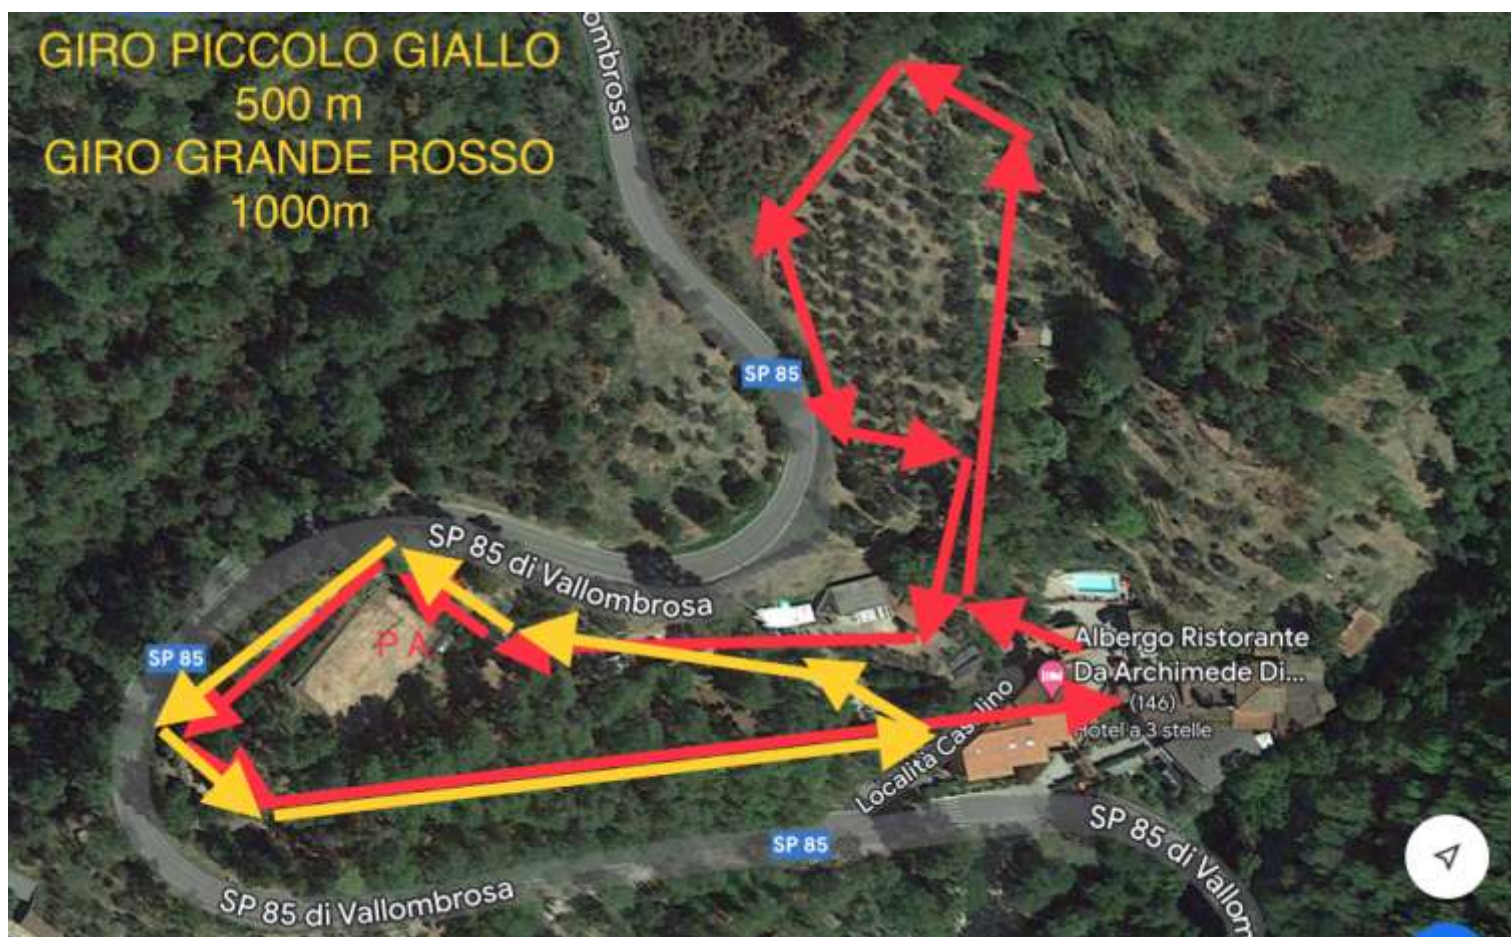 GIRO PICCOLO GIALLO
500 m
GIRO GRANDE ROSSO
1000m
ombrosa
SP 85
SP 85 di Vallombrosa
P A.
SP 85
Albergo Ristorante
Da Archimede Di...
(146)
Hotel a 3 stelle
Località Cas lino
SP 85
SP 85 di Vallom
SP 85 di Vallombrosa